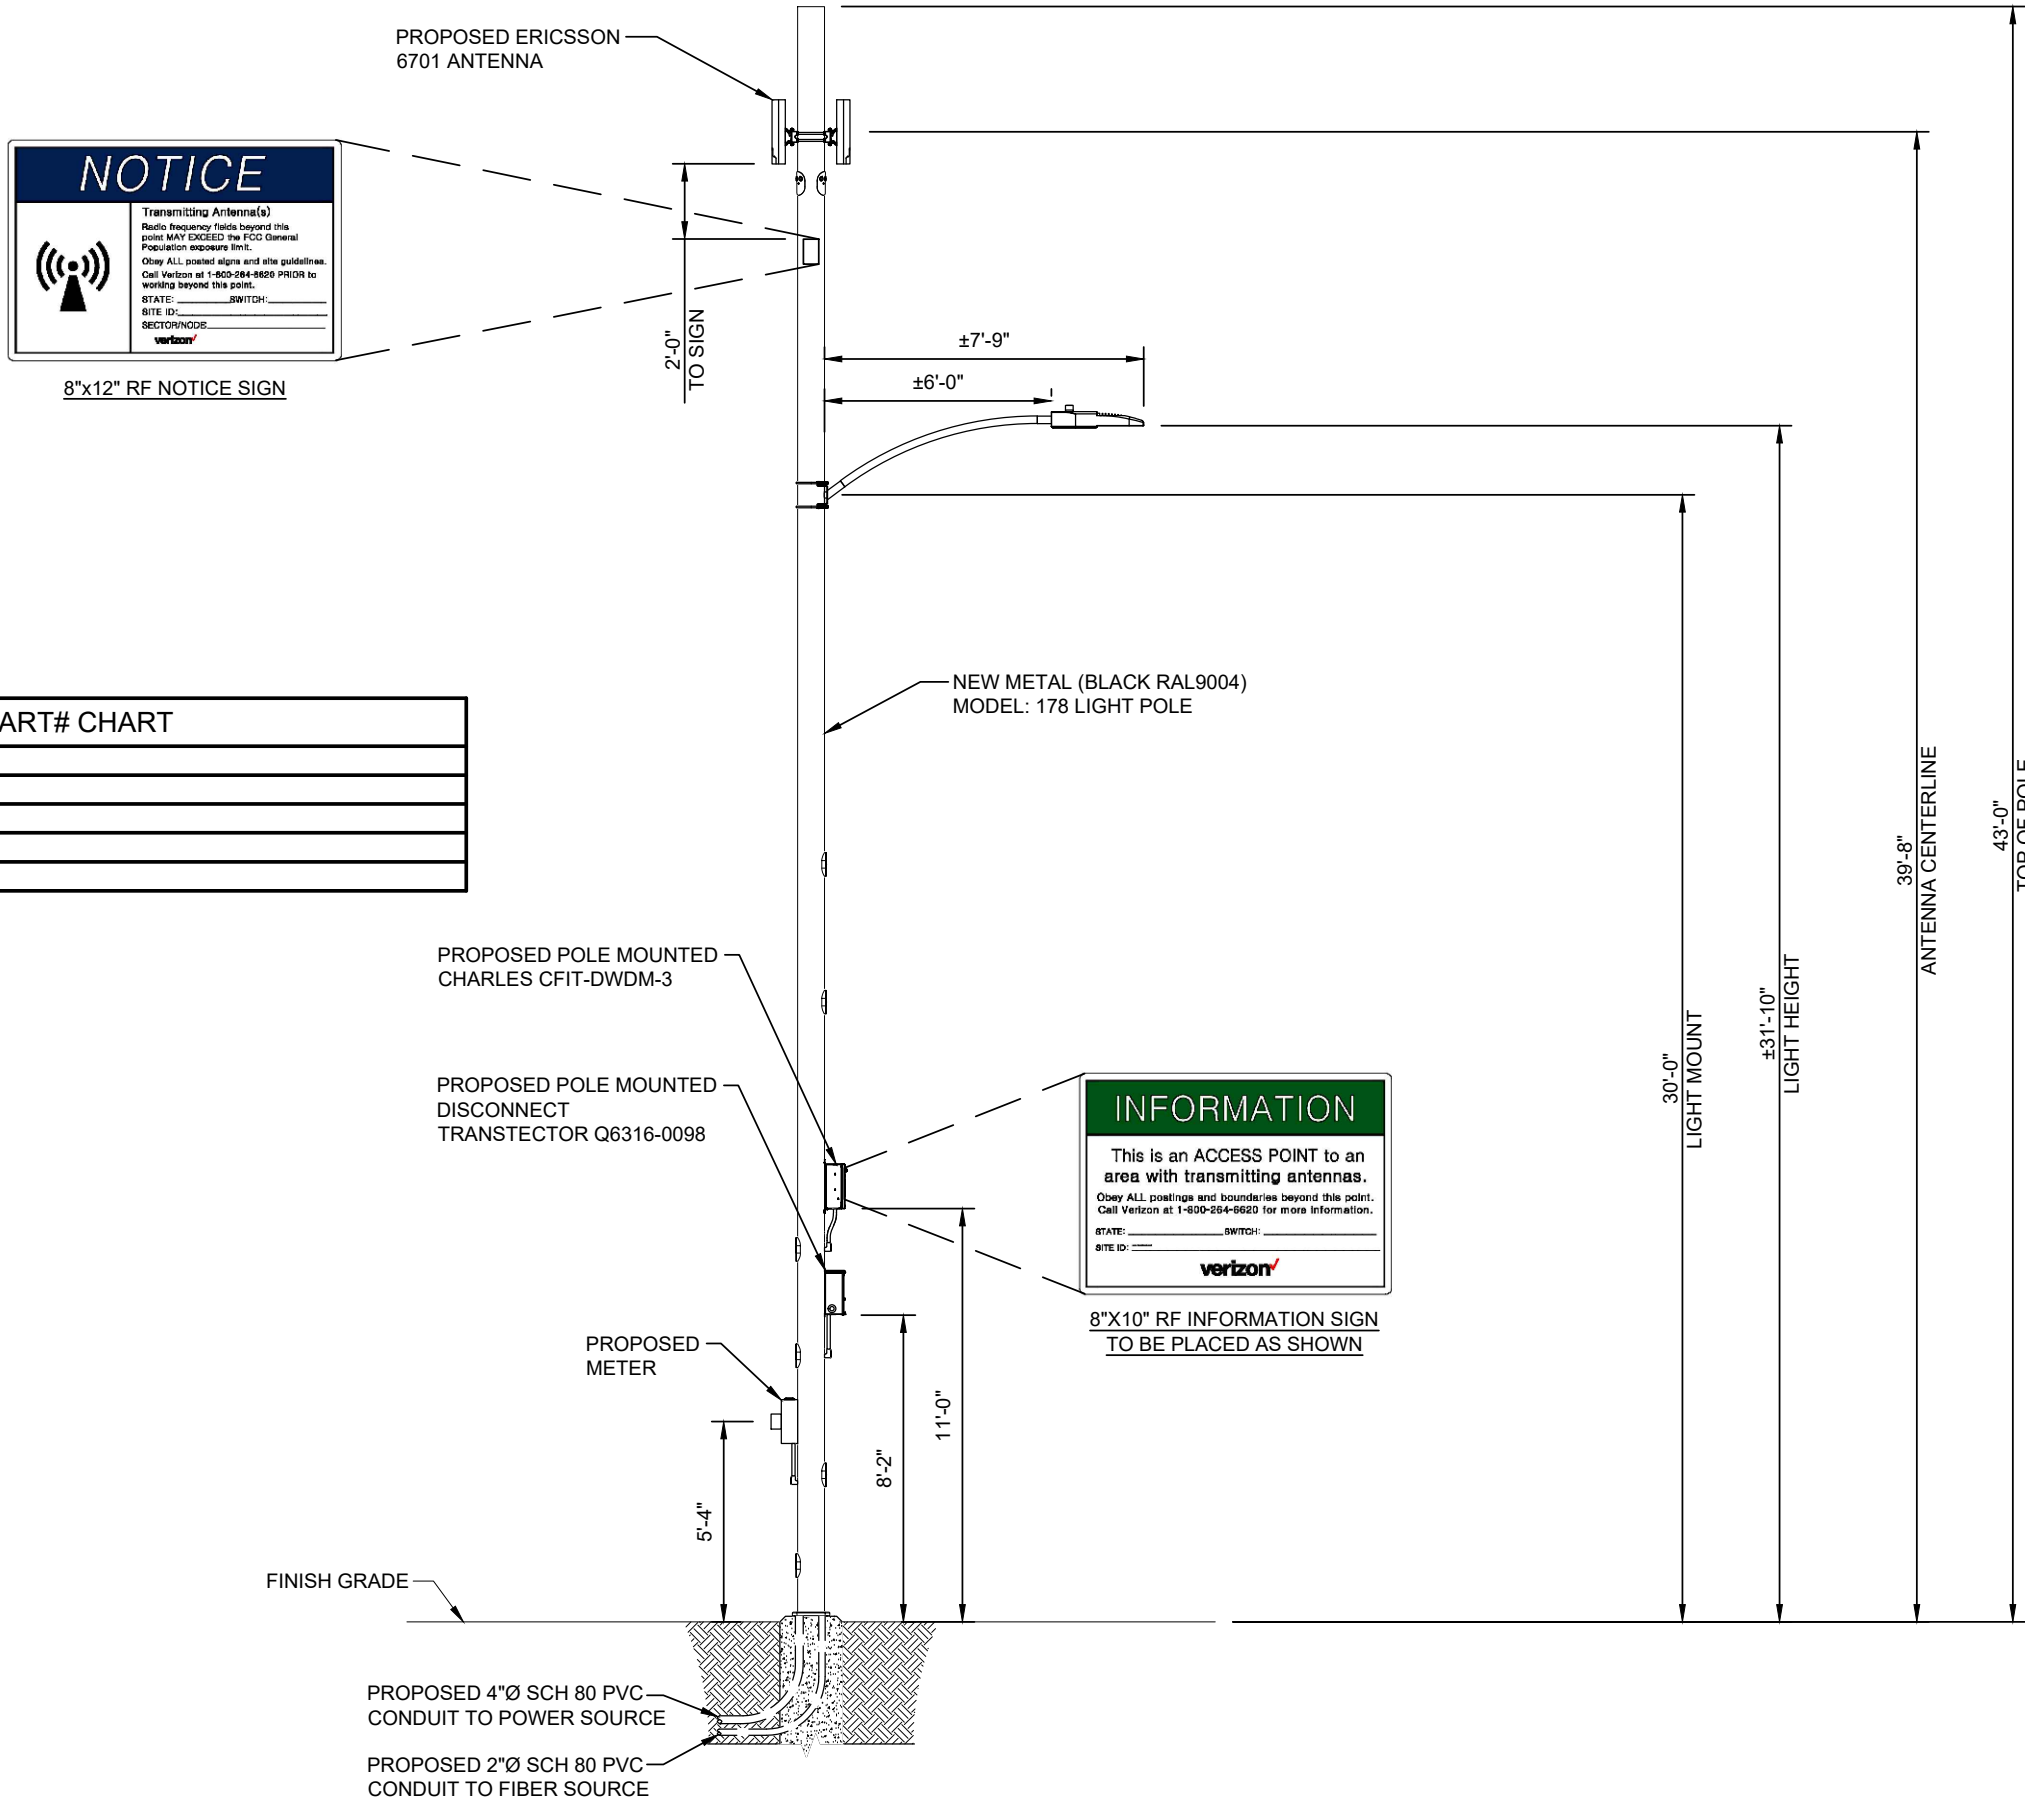 PROPOSED ERICSSON
6701 ANTENNA
NOTICE
Transmitting Antenna(s)
Radio frequency fields beyond this
point MAY EXCEED the FCC General
Population exposure limit.
Obey ALL posted signs and site guidelines.
Call Verizon at 1-800-264-6620 PRIOR to
working beyond this point.
STATE: SWITCH:
SITE ID:
SECTOR/NODE
verizon
8"x12" RF NOTICE SIGN
2'-0"
TO SIGN
±7'-9"
±6'-0"
NEW METAL (BLACK RAL9004)
MODEL: 178 LIGHT POLE
ART# CHART
PROPOSED POLE MOUNTED
CHARLES CFIT-DWDM-3
PROPOSED POLE MOUNTED
DISCONNECT
TRANSTECTOR Q6316-0098
INFORMATION
This is an ACCESS POINT to an
area with transmitting antennas.
Obey ALL postings and boundaries beyond this point.
Call Verizon at 1-800-264-6620 for more information.
STATE: SWITCH:
SITE ID:
verizon
8"X10" RF INFORMATION SIGN
TO BE PLACED AS SHOWN
PROPOSED
METER
5'-4"
8'-2"
11'-0"
30'-0"
LIGHT MOUNT
±31'-10"
LIGHT HEIGHT
39'-8"
ANTENNA CENTERLINE
43'-0"
TOP OF POLE
FINISH GRADE
PROPOSED 4"Ø SCH 80 PVC
CONDUIT TO POWER SOURCE
PROPOSED 2"Ø SCH 80 PVC
CONDUIT TO FIBER SOURCE